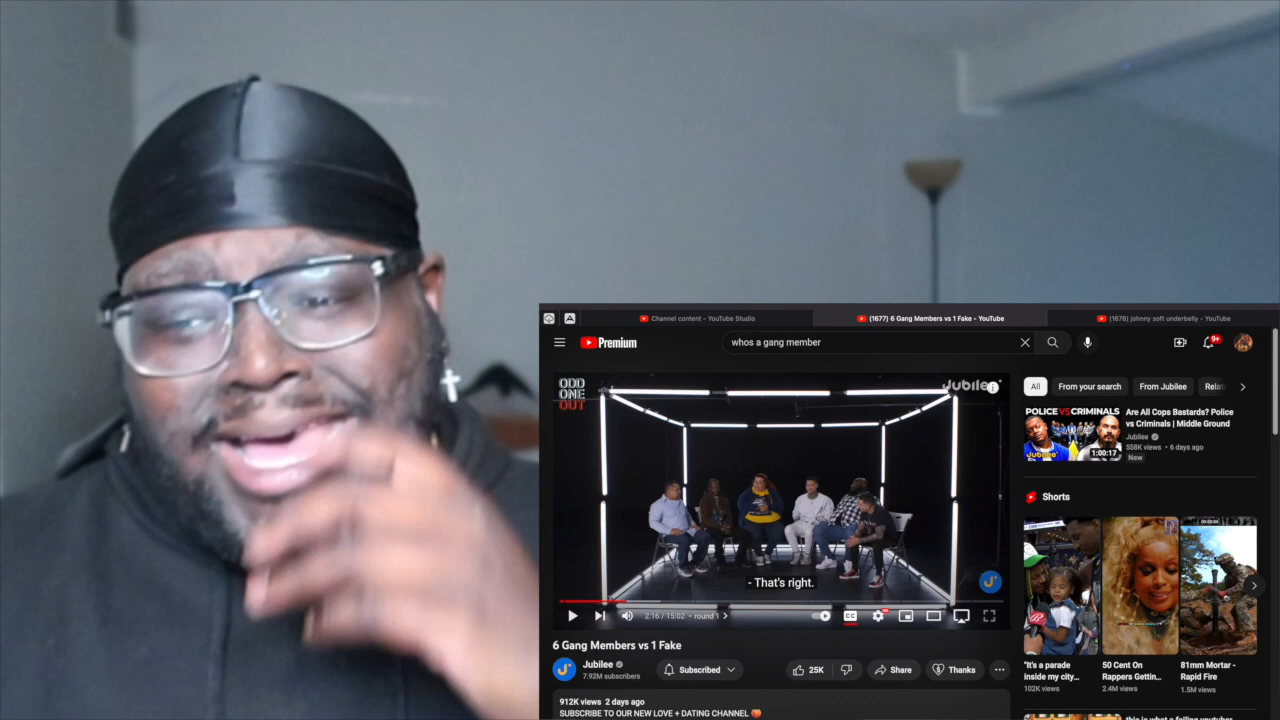 Channel content - YouTube Studio
(1677) 6 Gang Members vs 1 Fake - YouTube
(1678) johnny soft underbelly - YouTube
Premium
whos a gang member
9+
ODD
ONE
OUT
Jubilee
- That's right.
2:16 / 15:02 • round 1
CC
6 Gang Members vs 1 Fake
Jubilee
7.92M subscribers
Subscribed
25K
Share
Thanks
912K views 2 days ago
SUBSCRIBE TO OUR NEW LOVE + DATING CHANNEL
All
From your search
From Jubilee
Relat
POLICE VS CRIMINALS
Jubilee
1:00:17
Are All Cops Bastards? Police
vs Criminals | Middle Ground
Jubilee
558K views • 6 days ago
New
Shorts
"It's a parade
inside my city...
102K views
50 Cent On
Rappers Gettin...
2.4M views
81mm Mortar -
Rapid Fire
1.5M views